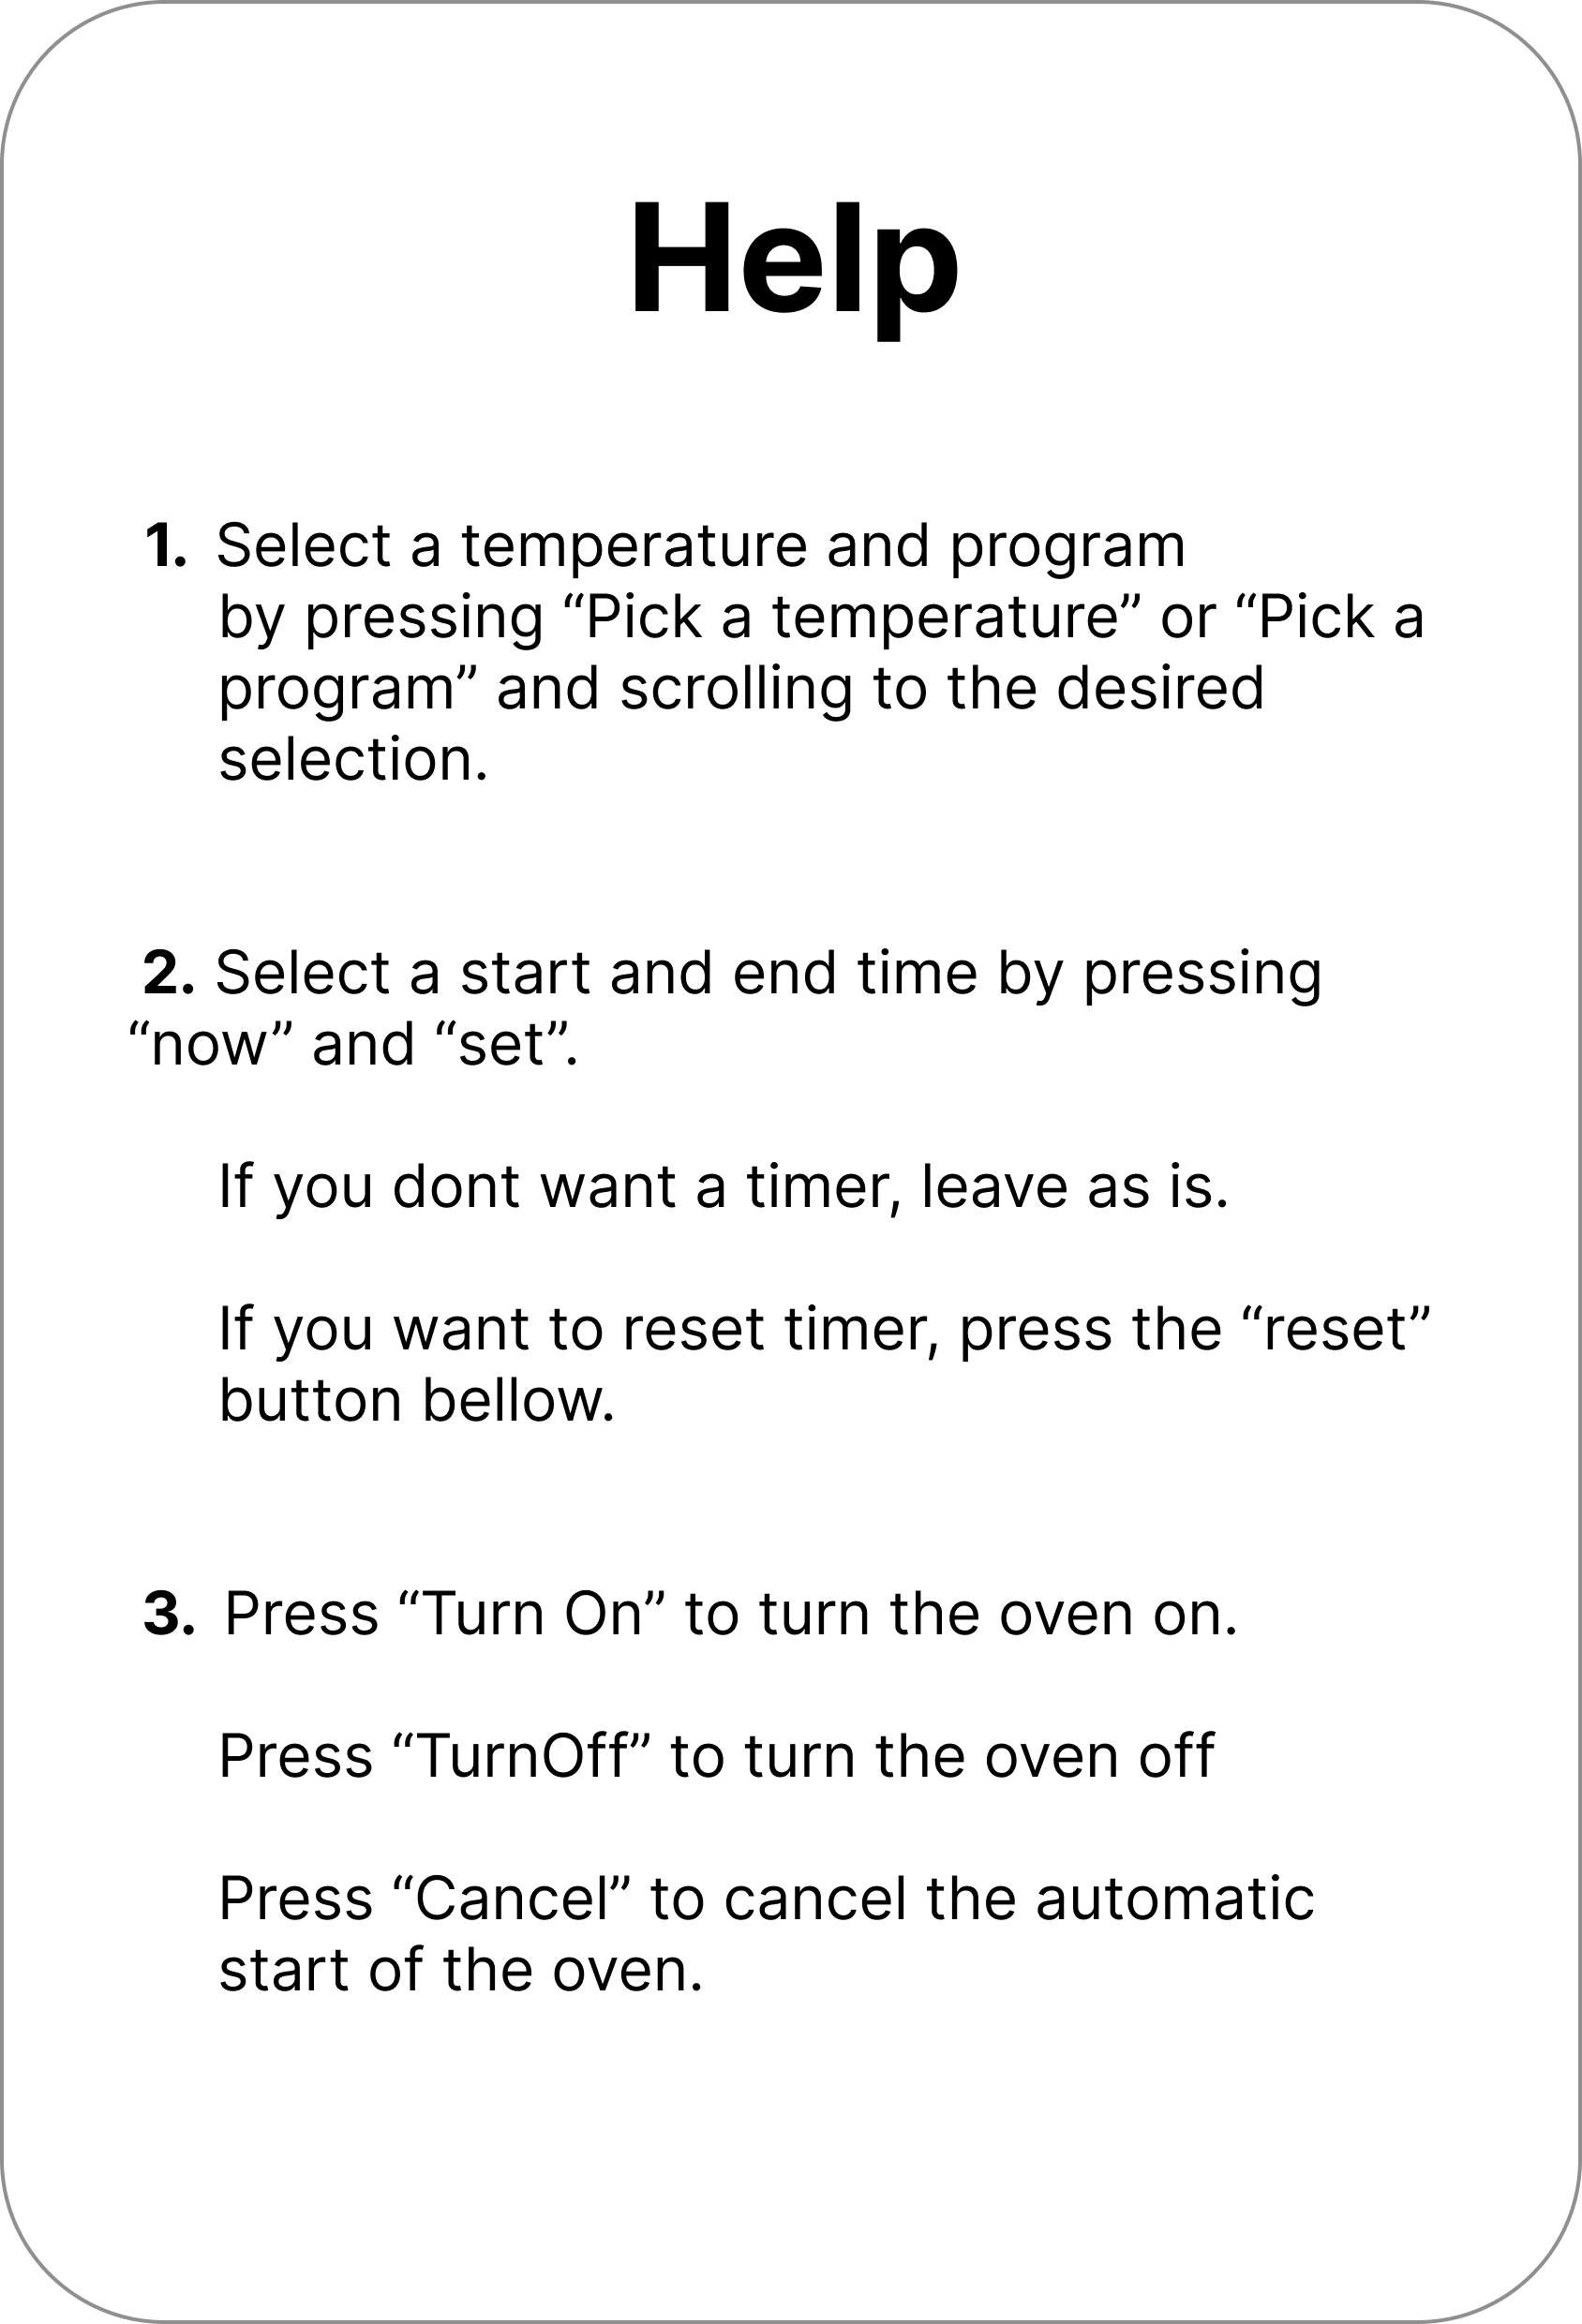 Help
1. Select a temperature and program
by pressing “Pick a temperature” or “Pick a
program” and scrolling to the desired
selection.
2. Select a start and end time by pressing
“now” and “set”.
If you dont want a timer, leave as is.
If you want to reset timer, press the “reset”
button bellow.
3. Press “Turn On” to turn the oven on.
Press “TurnOff” to turn the oven off
Press “Cancel” to cancel the automatic
start of the oven.